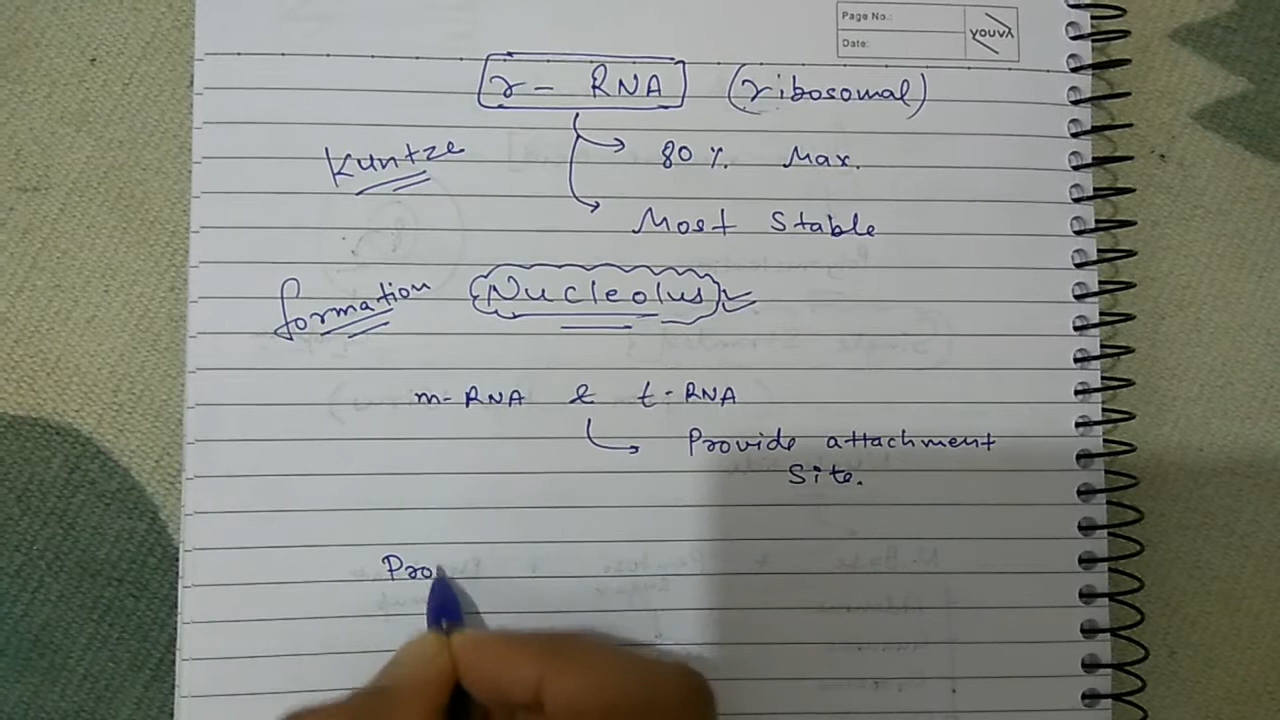 Page No.:
Date:
YOUVA
r - RNA (ribosomal)
Kuntze
80 %. Max.
Most Stable
formation Nucleolus
m-RNA & t-RNA
Provide attachment
Site.
Pro